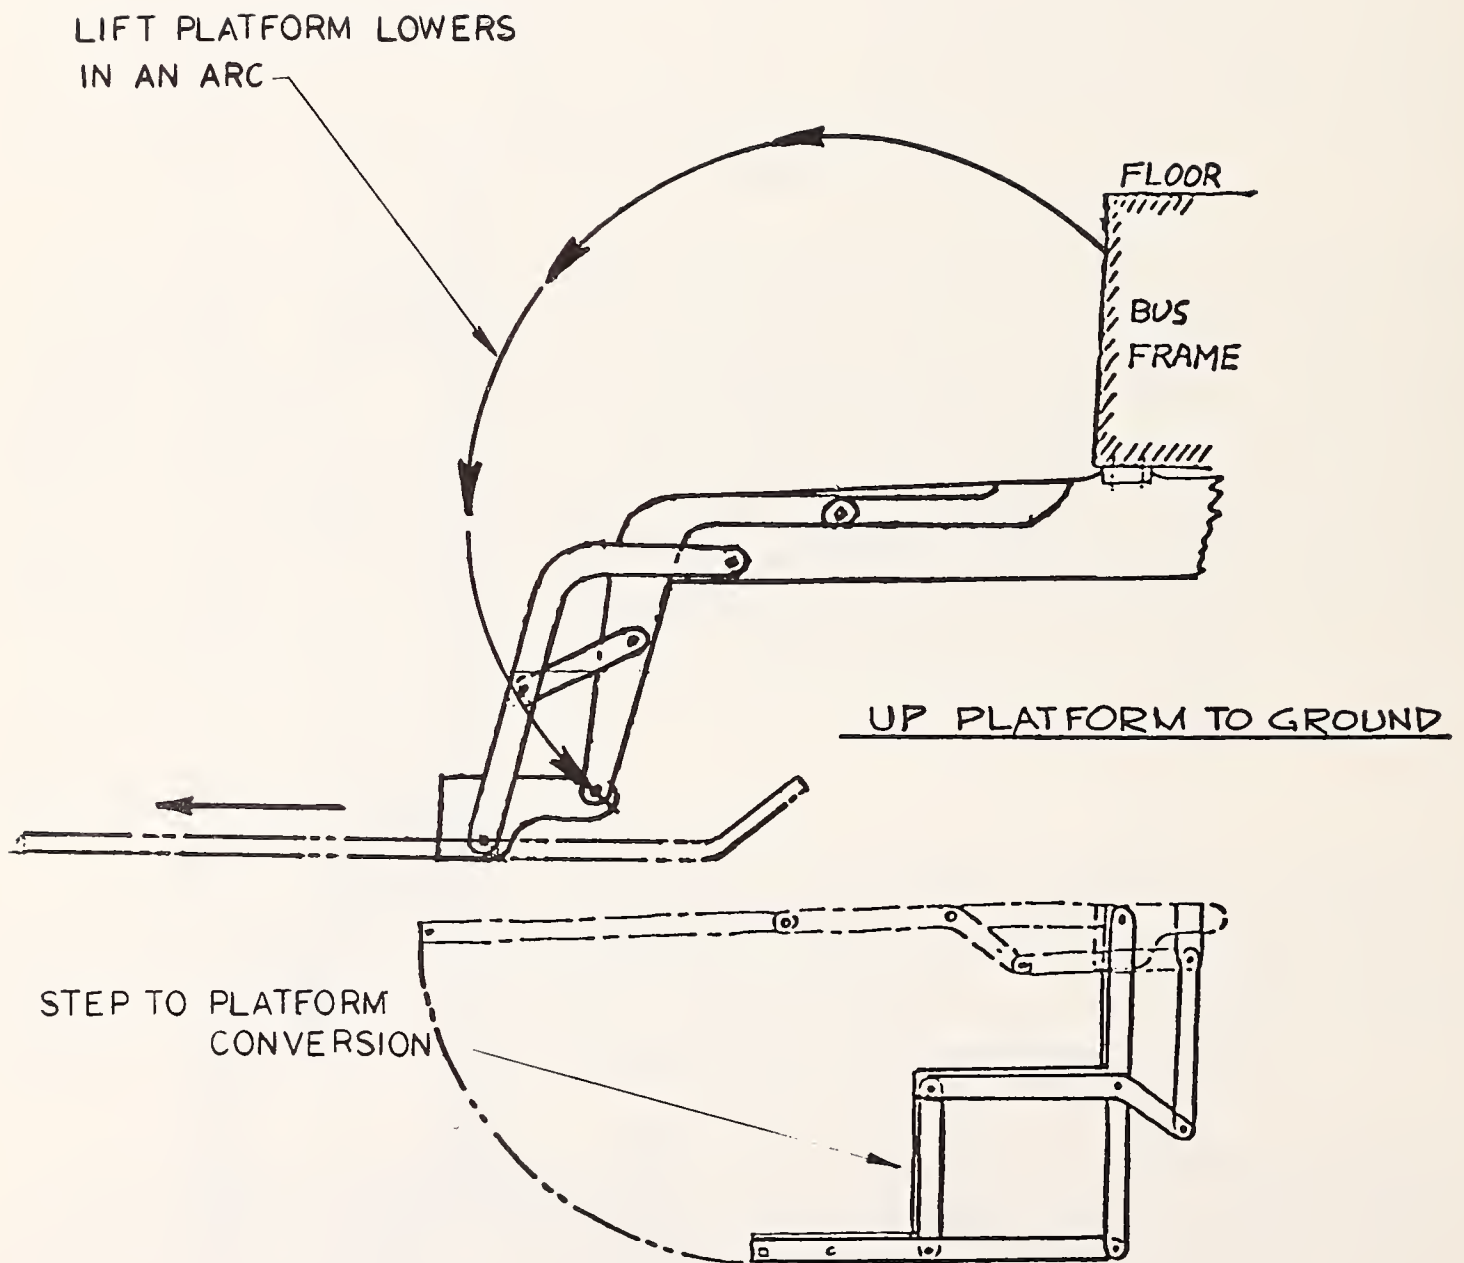 LIFT PLATFORM LOWERS
IN AN ARC
FLOOR
BUS
FRAME
UP PLATFORM TO GROUND
STEP TO PLATFORM
CONVERSION